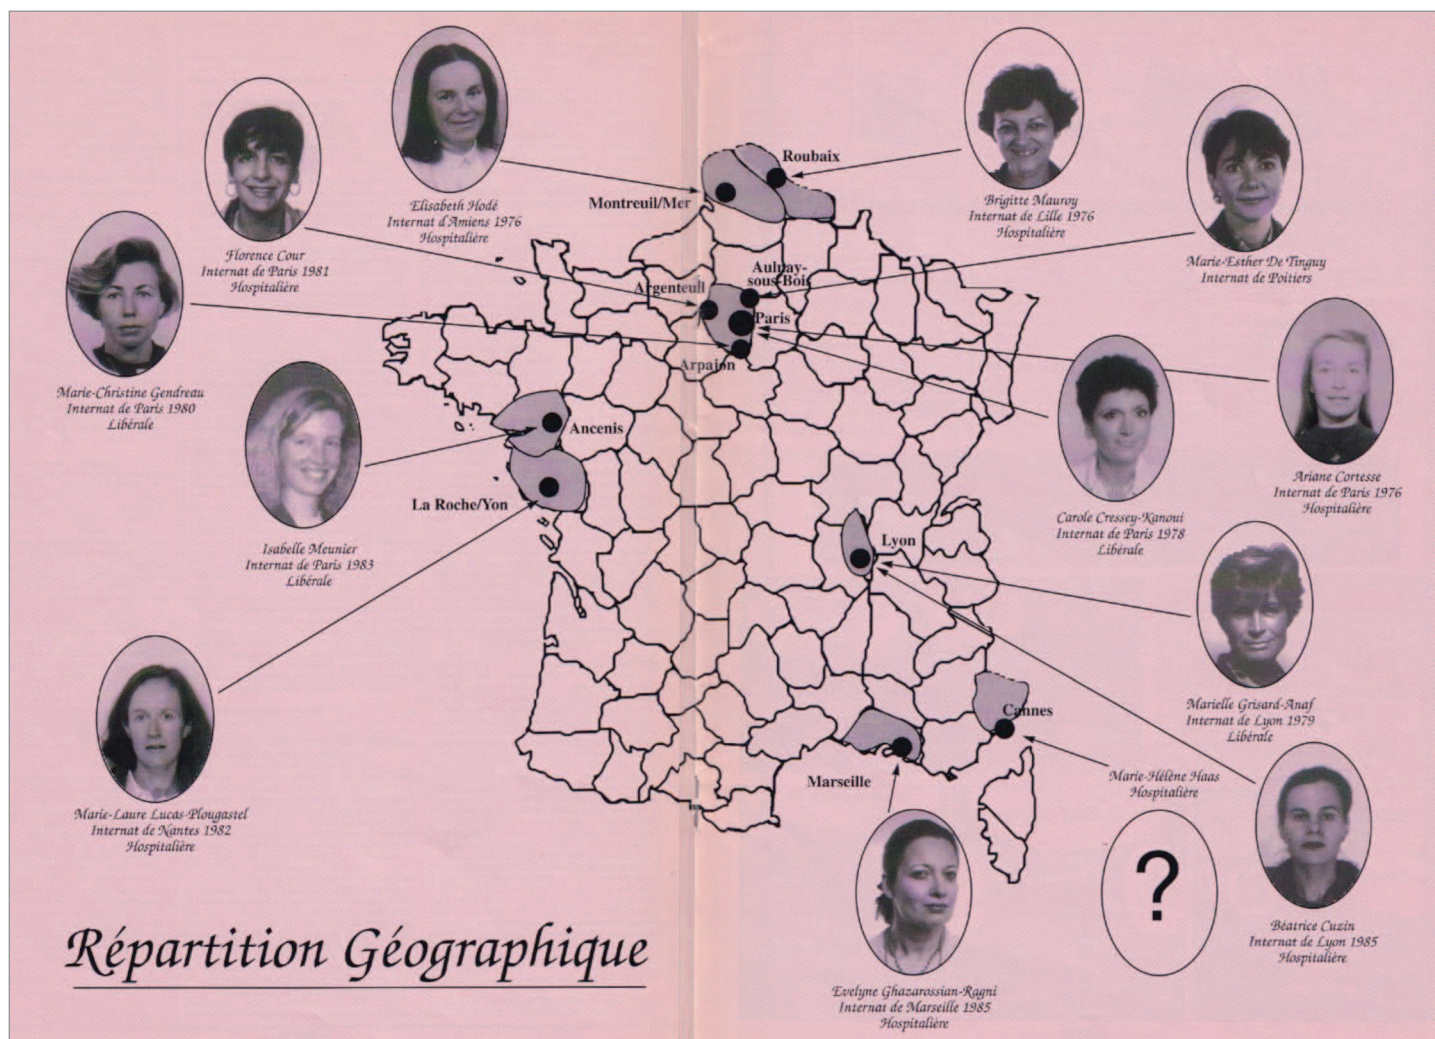 Elisabeth Hodé
Internat d'Amiens 1976
Hospitalière
Florence Cour
Internat de Paris 1981
Hospitalière
Marie-Christine Gendreau
Internat de Paris 1980
Libérale
Isabelle Meunier
Internat de Paris 1983
Libérale
Marie-Laure Lucas-Plougastel
Internat de Nantes 1982
Hospitalière
Brigitte Mauroy
Internat de Lille 1976
Hospitalière
Marie-Esther De Tinguy
Internat de Poitiers
Ariane Cortesse
Internat de Paris 1976
Hospitalière
Carole Cressey-Kanoui
Internat de Paris 1978
Libérale
Marielle Grisard-Anaf
Internat de Lyon 1979
Libérale
Marie-Hélène Haas
Hospitalière
?
Béatrice Cuzin
Internat de Lyon 1985
Hospitalière
Evelyne Ghazarossian-Ragni
Internat de Marseille 1985
Hospitalière
Roubaix
Montreuil/Mer
Aulnay-
sous-Bois
Argenteuil
Paris
Arpajon
Ancenis
La Roche/Yon
Lyon
Cannes
Marseille
Répartition Géographique